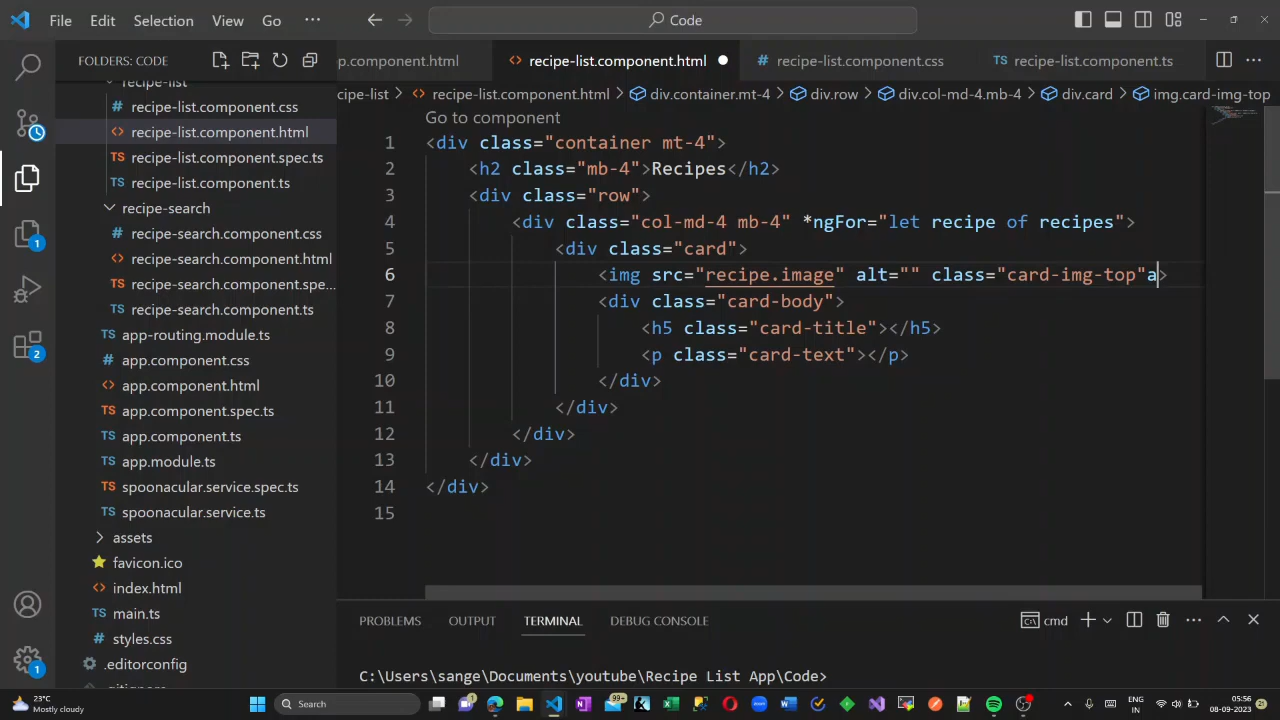 File Edit Selection View Go ··· Code
FOLDERS: CODE
p.component.html recipe-list.component.html recipe-list.component.css recipe-list.component.ts
cipe-list > recipe-list.component.html > div.container.mt-4 > div.row > div.col-md-4.mb-4 > div.card > img.card-img-top
recipe-list
recipe-list.component.css
recipe-list.component.html
recipe-list.component.spec.ts
recipe-list.component.ts
recipe-search
recipe-search.component.css
recipe-search.component.html
recipe-search.component.spe...
recipe-search.component.ts
app-routing.module.ts
app.component.css
app.component.html
app.component.spec.ts
app.component.ts
app.module.ts
spoonacular.service.spec.ts
spoonacular.service.ts
assets
favicon.ico
index.html
main.ts
styles.css
.editorconfig
.gitignore
Go to component
1 <div class="container mt-4">
2 <h2 class="mb-4">Recipes</h2>
3 <div class="row">
4 <div class="col-md-4 mb-4" *ngFor="let recipe of recipes">
5 <div class="card">
6 <img src="recipe.image" alt="" class="card-img-top"a>
7 <div class="card-body">
8 <h5 class="card-title"></h5>
9 <p class="card-text"></p>
10 </div>
11 </div>
12 </div>
13 </div>
14 </div>
15
PROBLEMS OUTPUT TERMINAL DEBUG CONSOLE cmd
C:\Users\sange\Documents\youtube\Recipe List App\Code>
23°C
Mostly cloudy
Search
99+
ENG
IN
05:56
08-09-2023